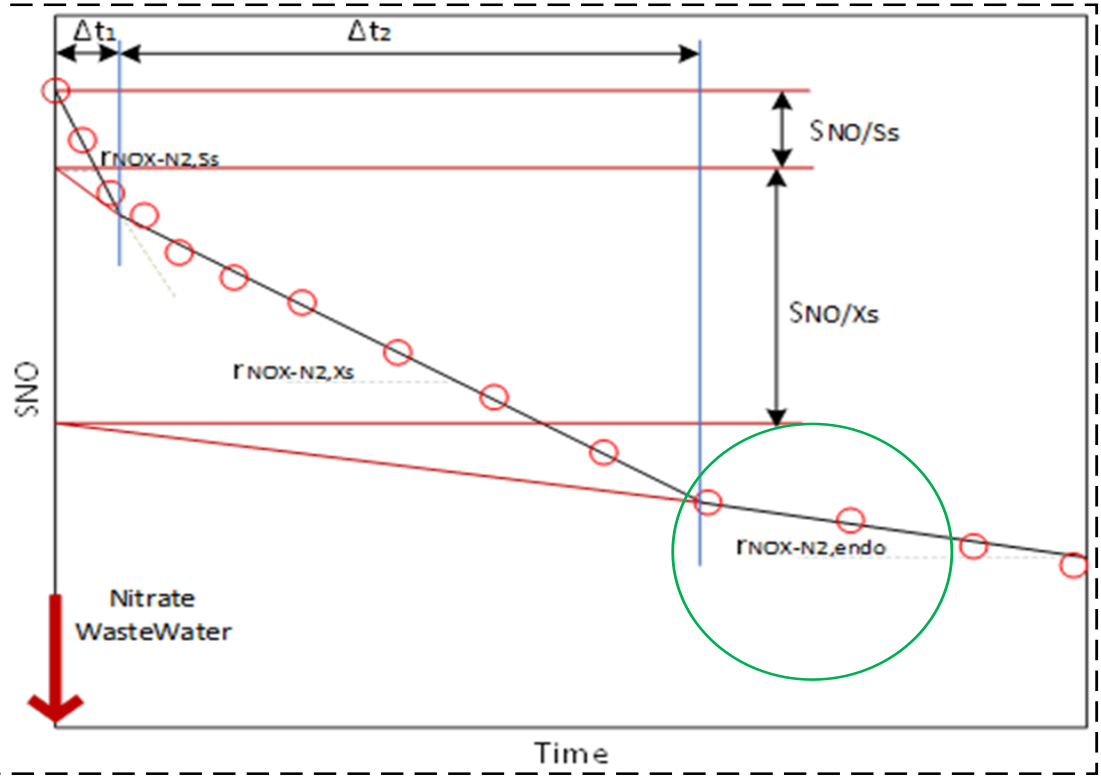 Δt₁
Δt₂
SNO/Ss
rNOX-N2,Ss
SNO/Xs
rNOX-N2,Xs
SNO
rNOX-N2,endo
Nitrate
WasteWater
Time